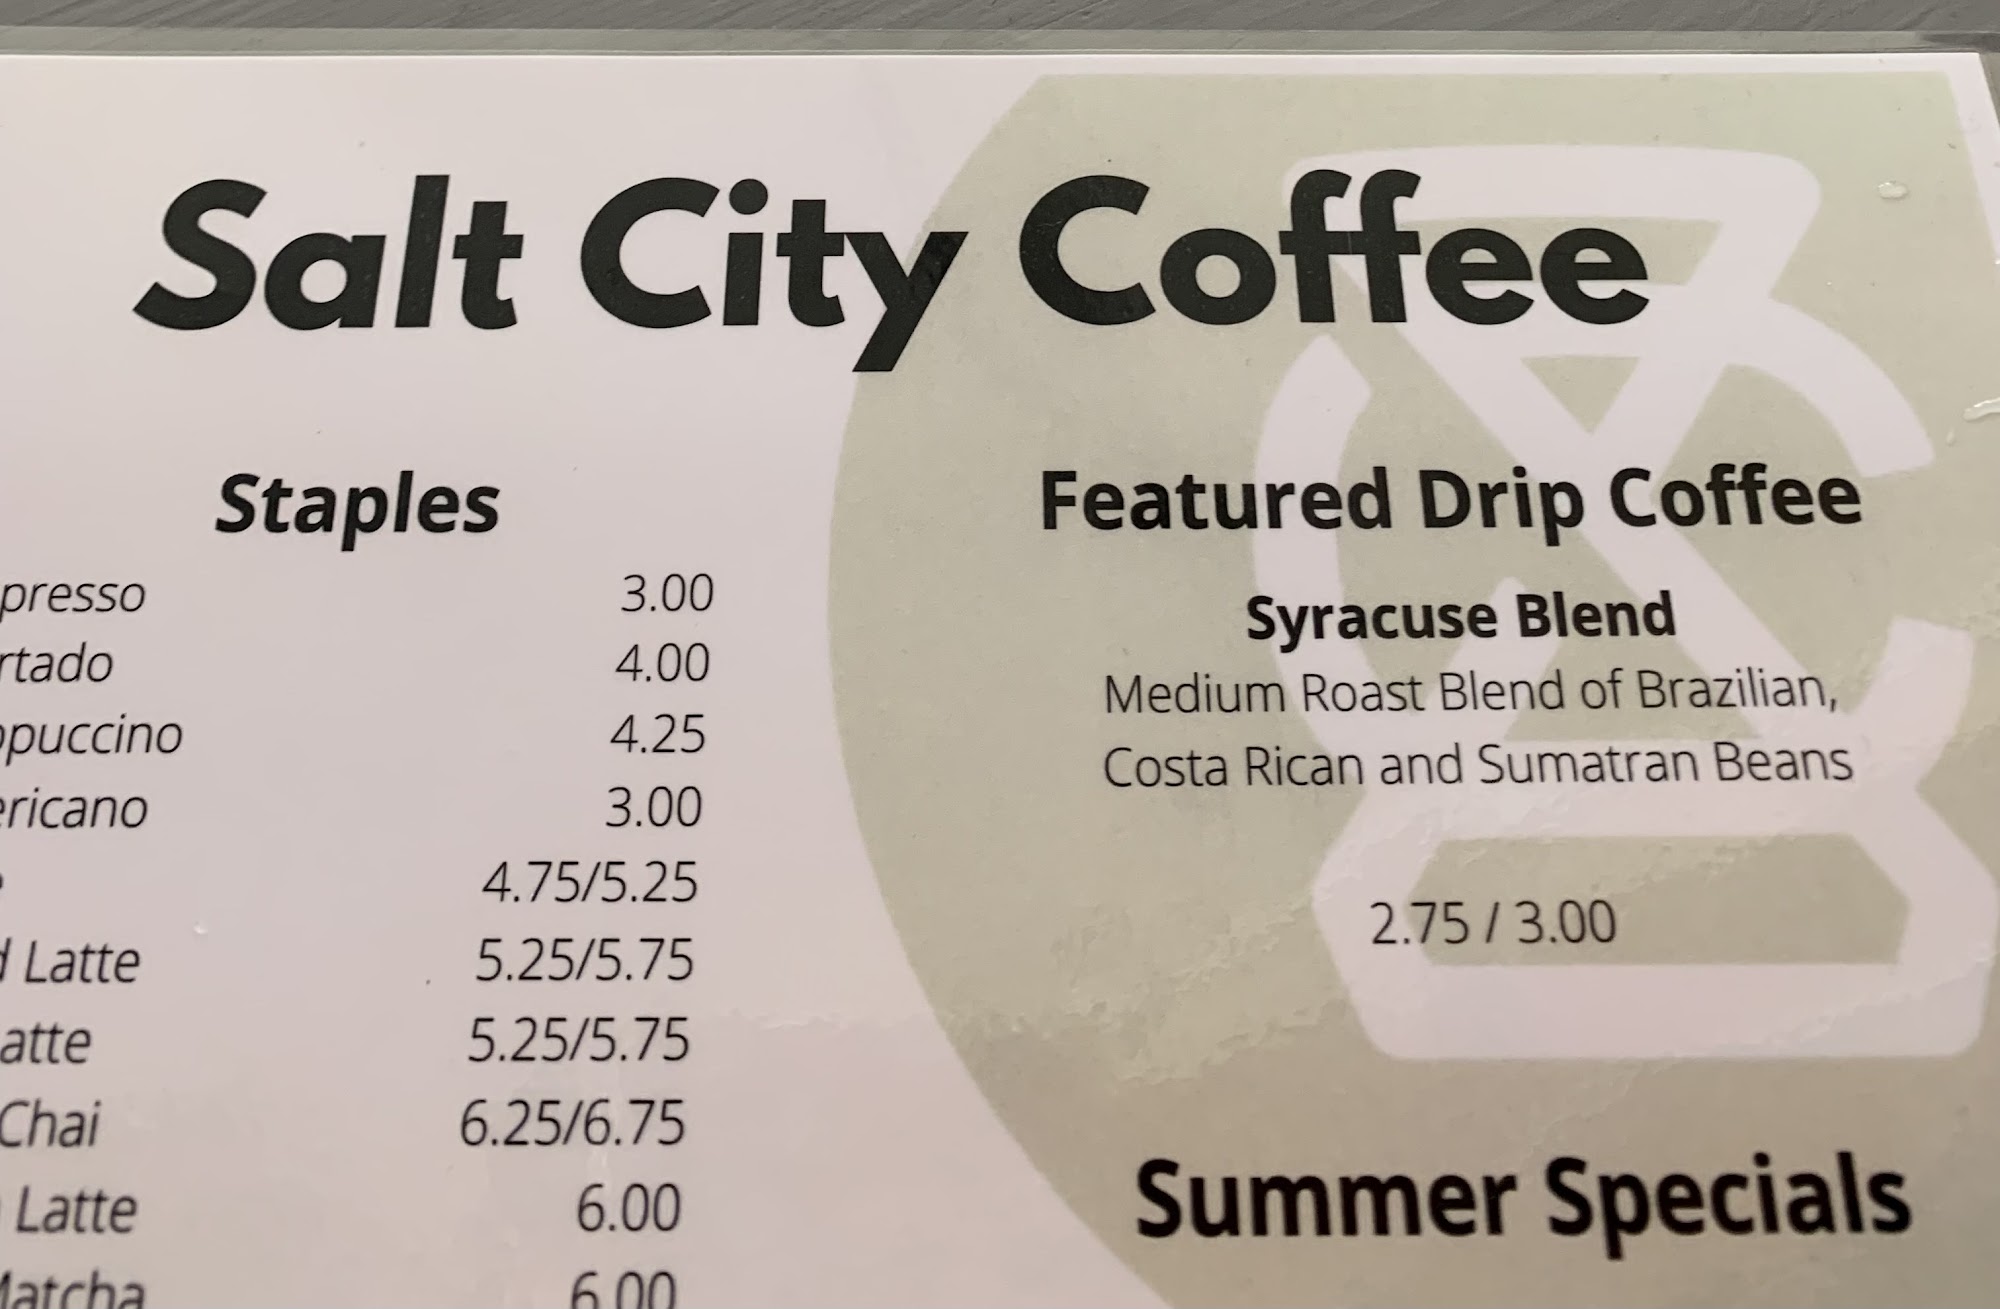 Salt City Coffee
Staples
presso 3.00
rtado 4.00
ppuccino 4.25
ericano 3.00
4.75/5.25
Latte 5.25/5.75
atte 5.25/5.75
Chai 6.25/6.75
Latte 6.00
Matcha 6.00
Featured Drip Coffee
Syracuse Blend
Medium Roast Blend of Brazilian,
Costa Rican and Sumatran Beans
2.75 / 3.00
Summer Specials